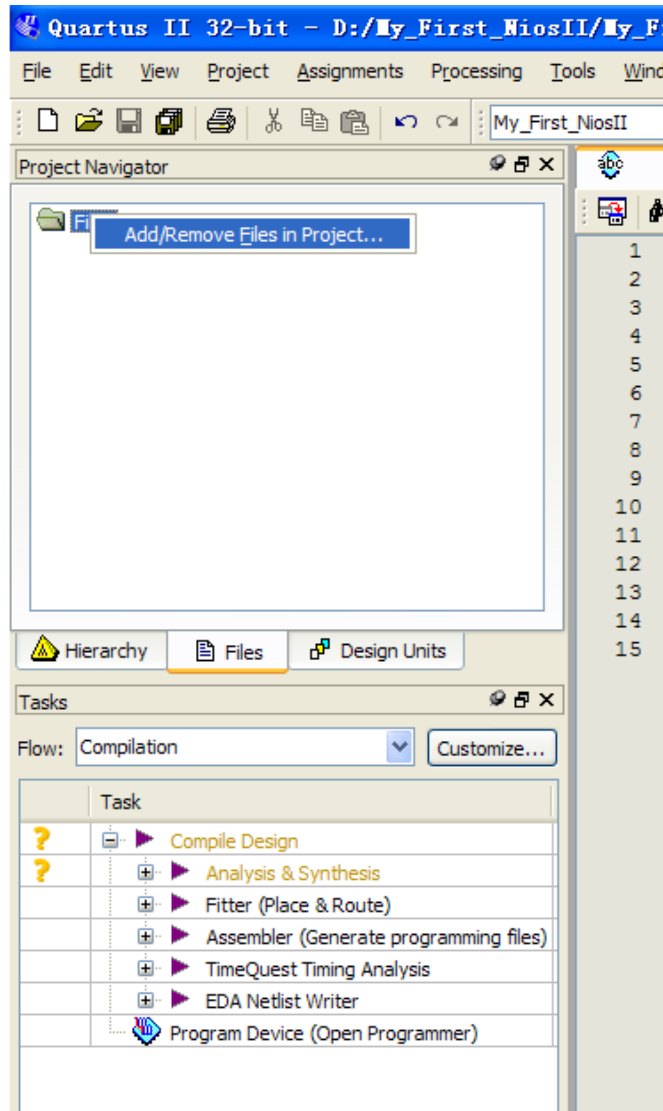 Quartus II 32-bit - D:/My_First_NiosII/My_F
File Edit View Project Assignments Processing Tools Wind
My_First_NiosII
Project Navigator
abc
Add/Remove Files in Project...
1
2
3
4
5
6
7
8
9
10
11
12
13
14
15
Hierarchy Files Design Units
Tasks
Flow: Compilation Customize...
Task
Compile Design
Analysis & Synthesis
Fitter (Place & Route)
Assembler (Generate programming files)
TimeQuest Timing Analysis
EDA Netlist Writer
Program Device (Open Programmer)